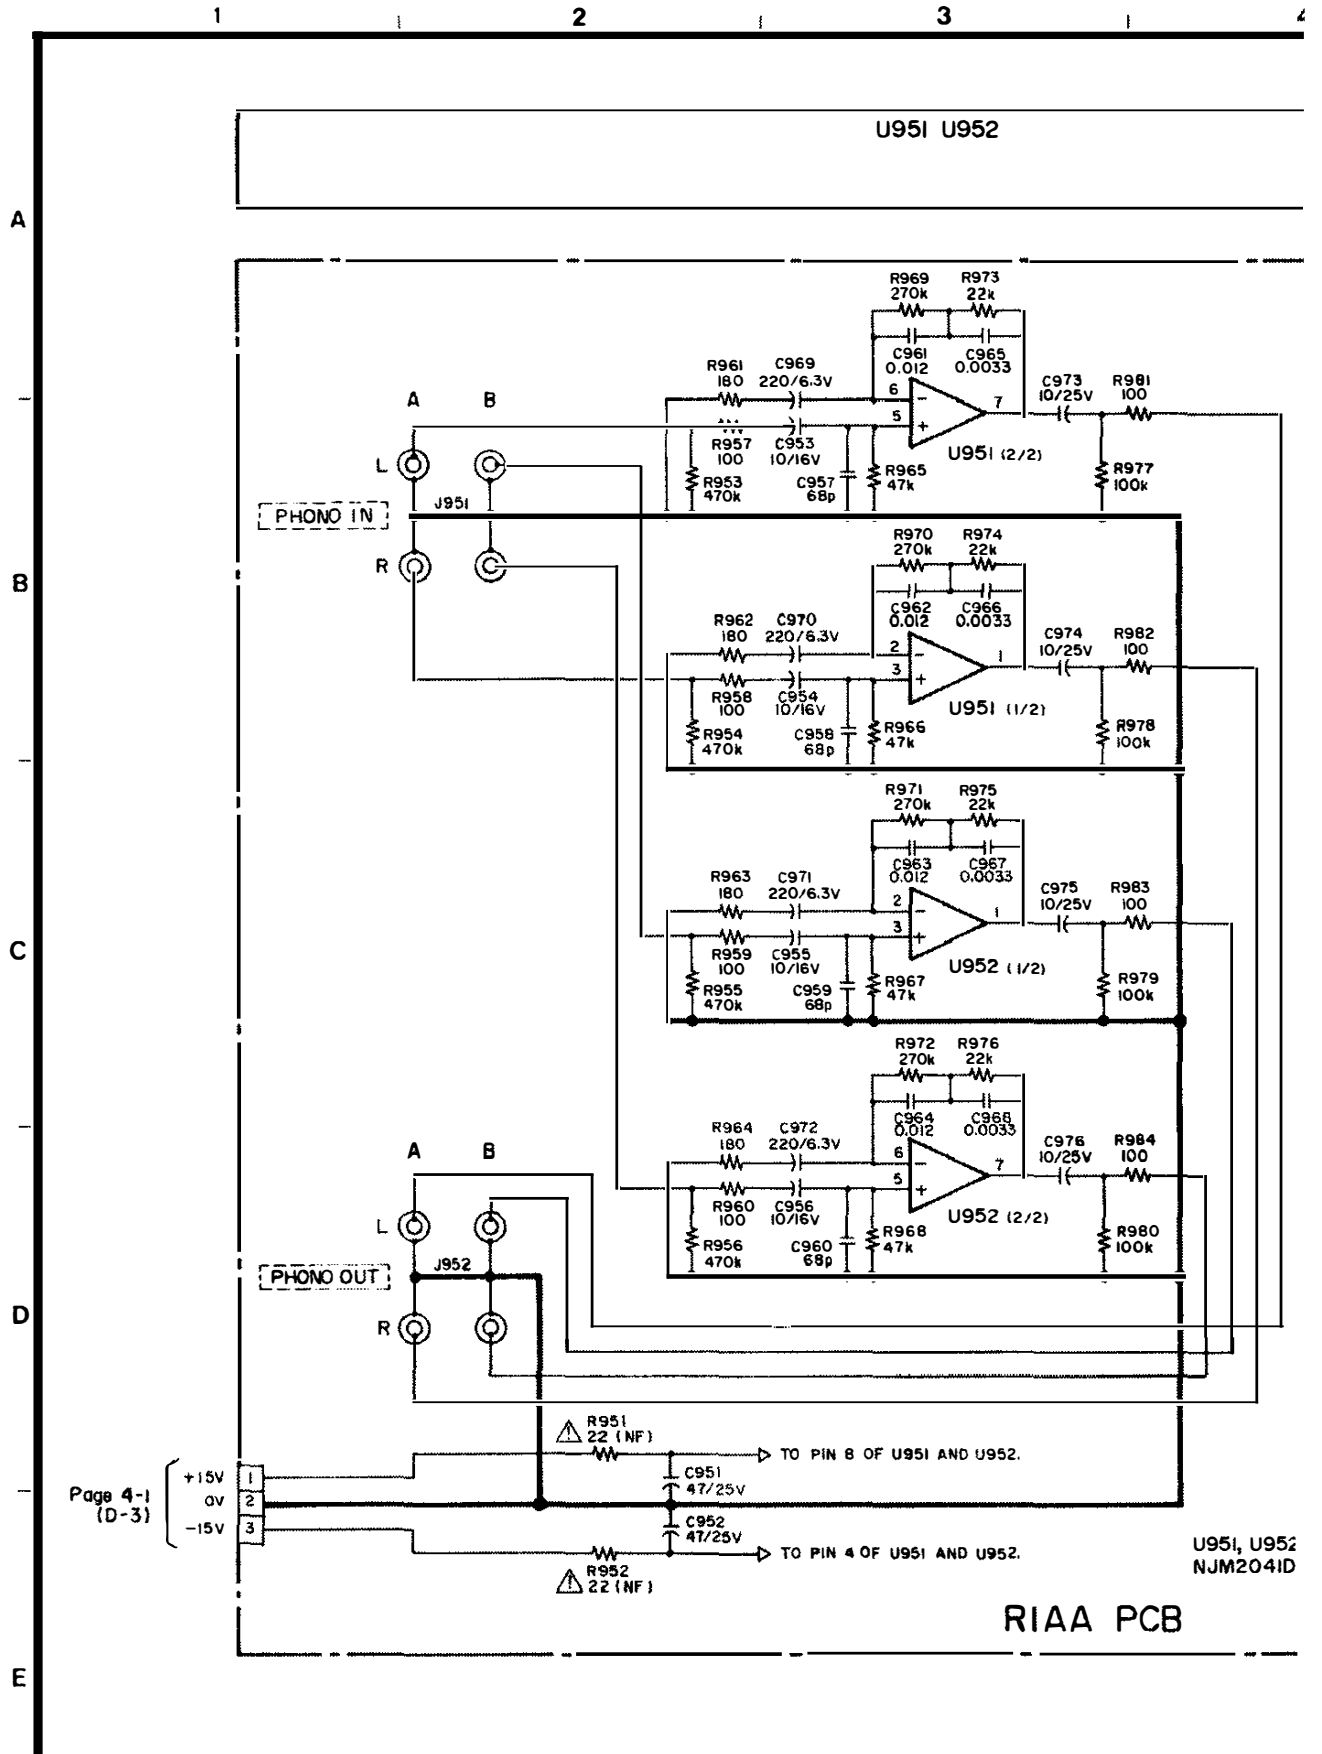 1 2 3 4
U951 U952
A
R969 270k R973 22k
C961 0.012 C965 0.0033
R961 180 C969 220/6.3V
6 5 7
C973 10/25V R981 100
A B
L
R957 100 C953 10/16V
U951 (2/2)
R953 470k C957 68p R965 47k R977 100k
J951
PHONO IN
R
B
R970 270k R974 22k
C962 0.012 C966 0.0033
R962 180 C970 220/6.3V
2 3 1
C974 10/25V R982 100
R958 100 C954 10/16V
U951 (1/2)
R954 470k C958 68p R966 47k R978 100k
R971 270k R975 22k
C963 0.012 C967 0.0033
R963 180 C971 220/6.3V
2 3 1
C975 10/25V R983 100
C
R959 100 C955 10/16V
U952 (1/2)
R955 470k C959 68p R967 47k R979 100k
R972 270k R976 22k
C964 0.012 C968 0.0033
R964 180 C972 220/6.3V
6 5 7
C976 10/25V R984 100
A B
L
R960 100 C956 10/16V
U952 (2/2)
R956 470k C960 68p R968 47k R980 100k
J952
PHONO OUT
D
R
R951
22 (NF)
TO PIN 8 OF U951 AND U952.
Page 4-1
(D-3)
+15V 1
0V 2
-15V 3
C951
47/25V
C952
47/25V
TO PIN 4 OF U951 AND U952.
R952
22 (NF)
U951, U952
NJM2041D
RIAA PCB
E